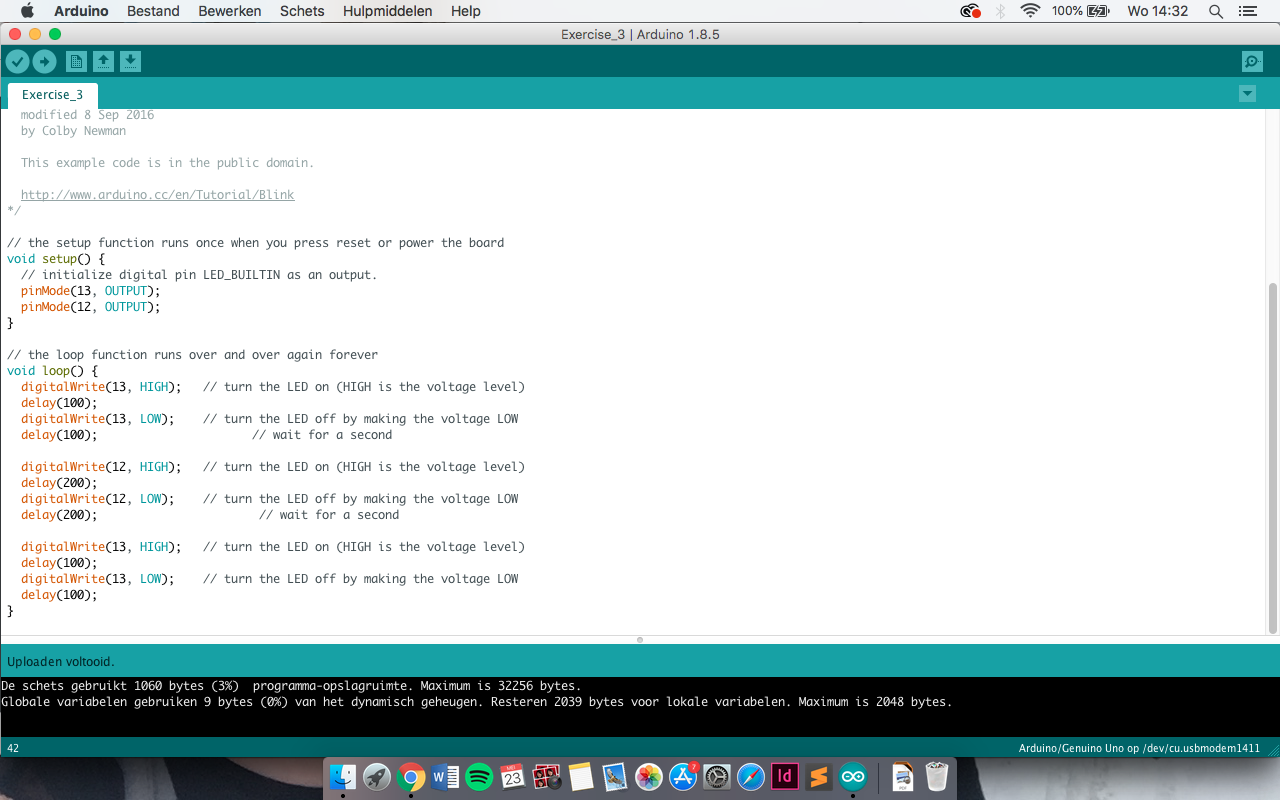 Arduino Bestand Bewerken Schets Hulpmiddelen Help 100% Wo 14:32
Exercise_3 | Arduino 1.8.5
Exercise_3
modified 8 Sep 2016
by Colby Newman
This example code is in the public domain.
http://www.arduino.cc/en/Tutorial/Blink
*/
// the setup function runs once when you press reset or power the board
void setup() {
// initialize digital pin LED_BUILTIN as an output.
pinMode(13, OUTPUT);
pinMode(12, OUTPUT);
}
// the loop function runs over and over again forever
void loop() {
digitalWrite(13, HIGH);   // turn the LED on (HIGH is the voltage level)
delay(100);
digitalWrite(13, LOW);    // turn the LED off by making the voltage LOW
delay(100);                      // wait for a second
digitalWrite(12, HIGH);   // turn the LED on (HIGH is the voltage level)
delay(200);
digitalWrite(12, LOW);    // turn the LED off by making the voltage LOW
delay(200);                       // wait for a second
digitalWrite(13, HIGH);   // turn the LED on (HIGH is the voltage level)
delay(100);
digitalWrite(13, LOW);    // turn the LED off by making the voltage LOW
delay(100);
}
Uploaden voltooid.
De schets gebruikt 1060 bytes (3%)  programma-opslagruimte. Maximum is 32256 bytes.
Globale variabelen gebruiken 9 bytes (0%) van het dynamisch geheugen. Resteren 2039 bytes voor lokale variabelen. Maximum is 2048 bytes.
42 Arduino/Genuino Uno op /dev/cu.usbmodem1411
W MEI 23 7 Id S PDF